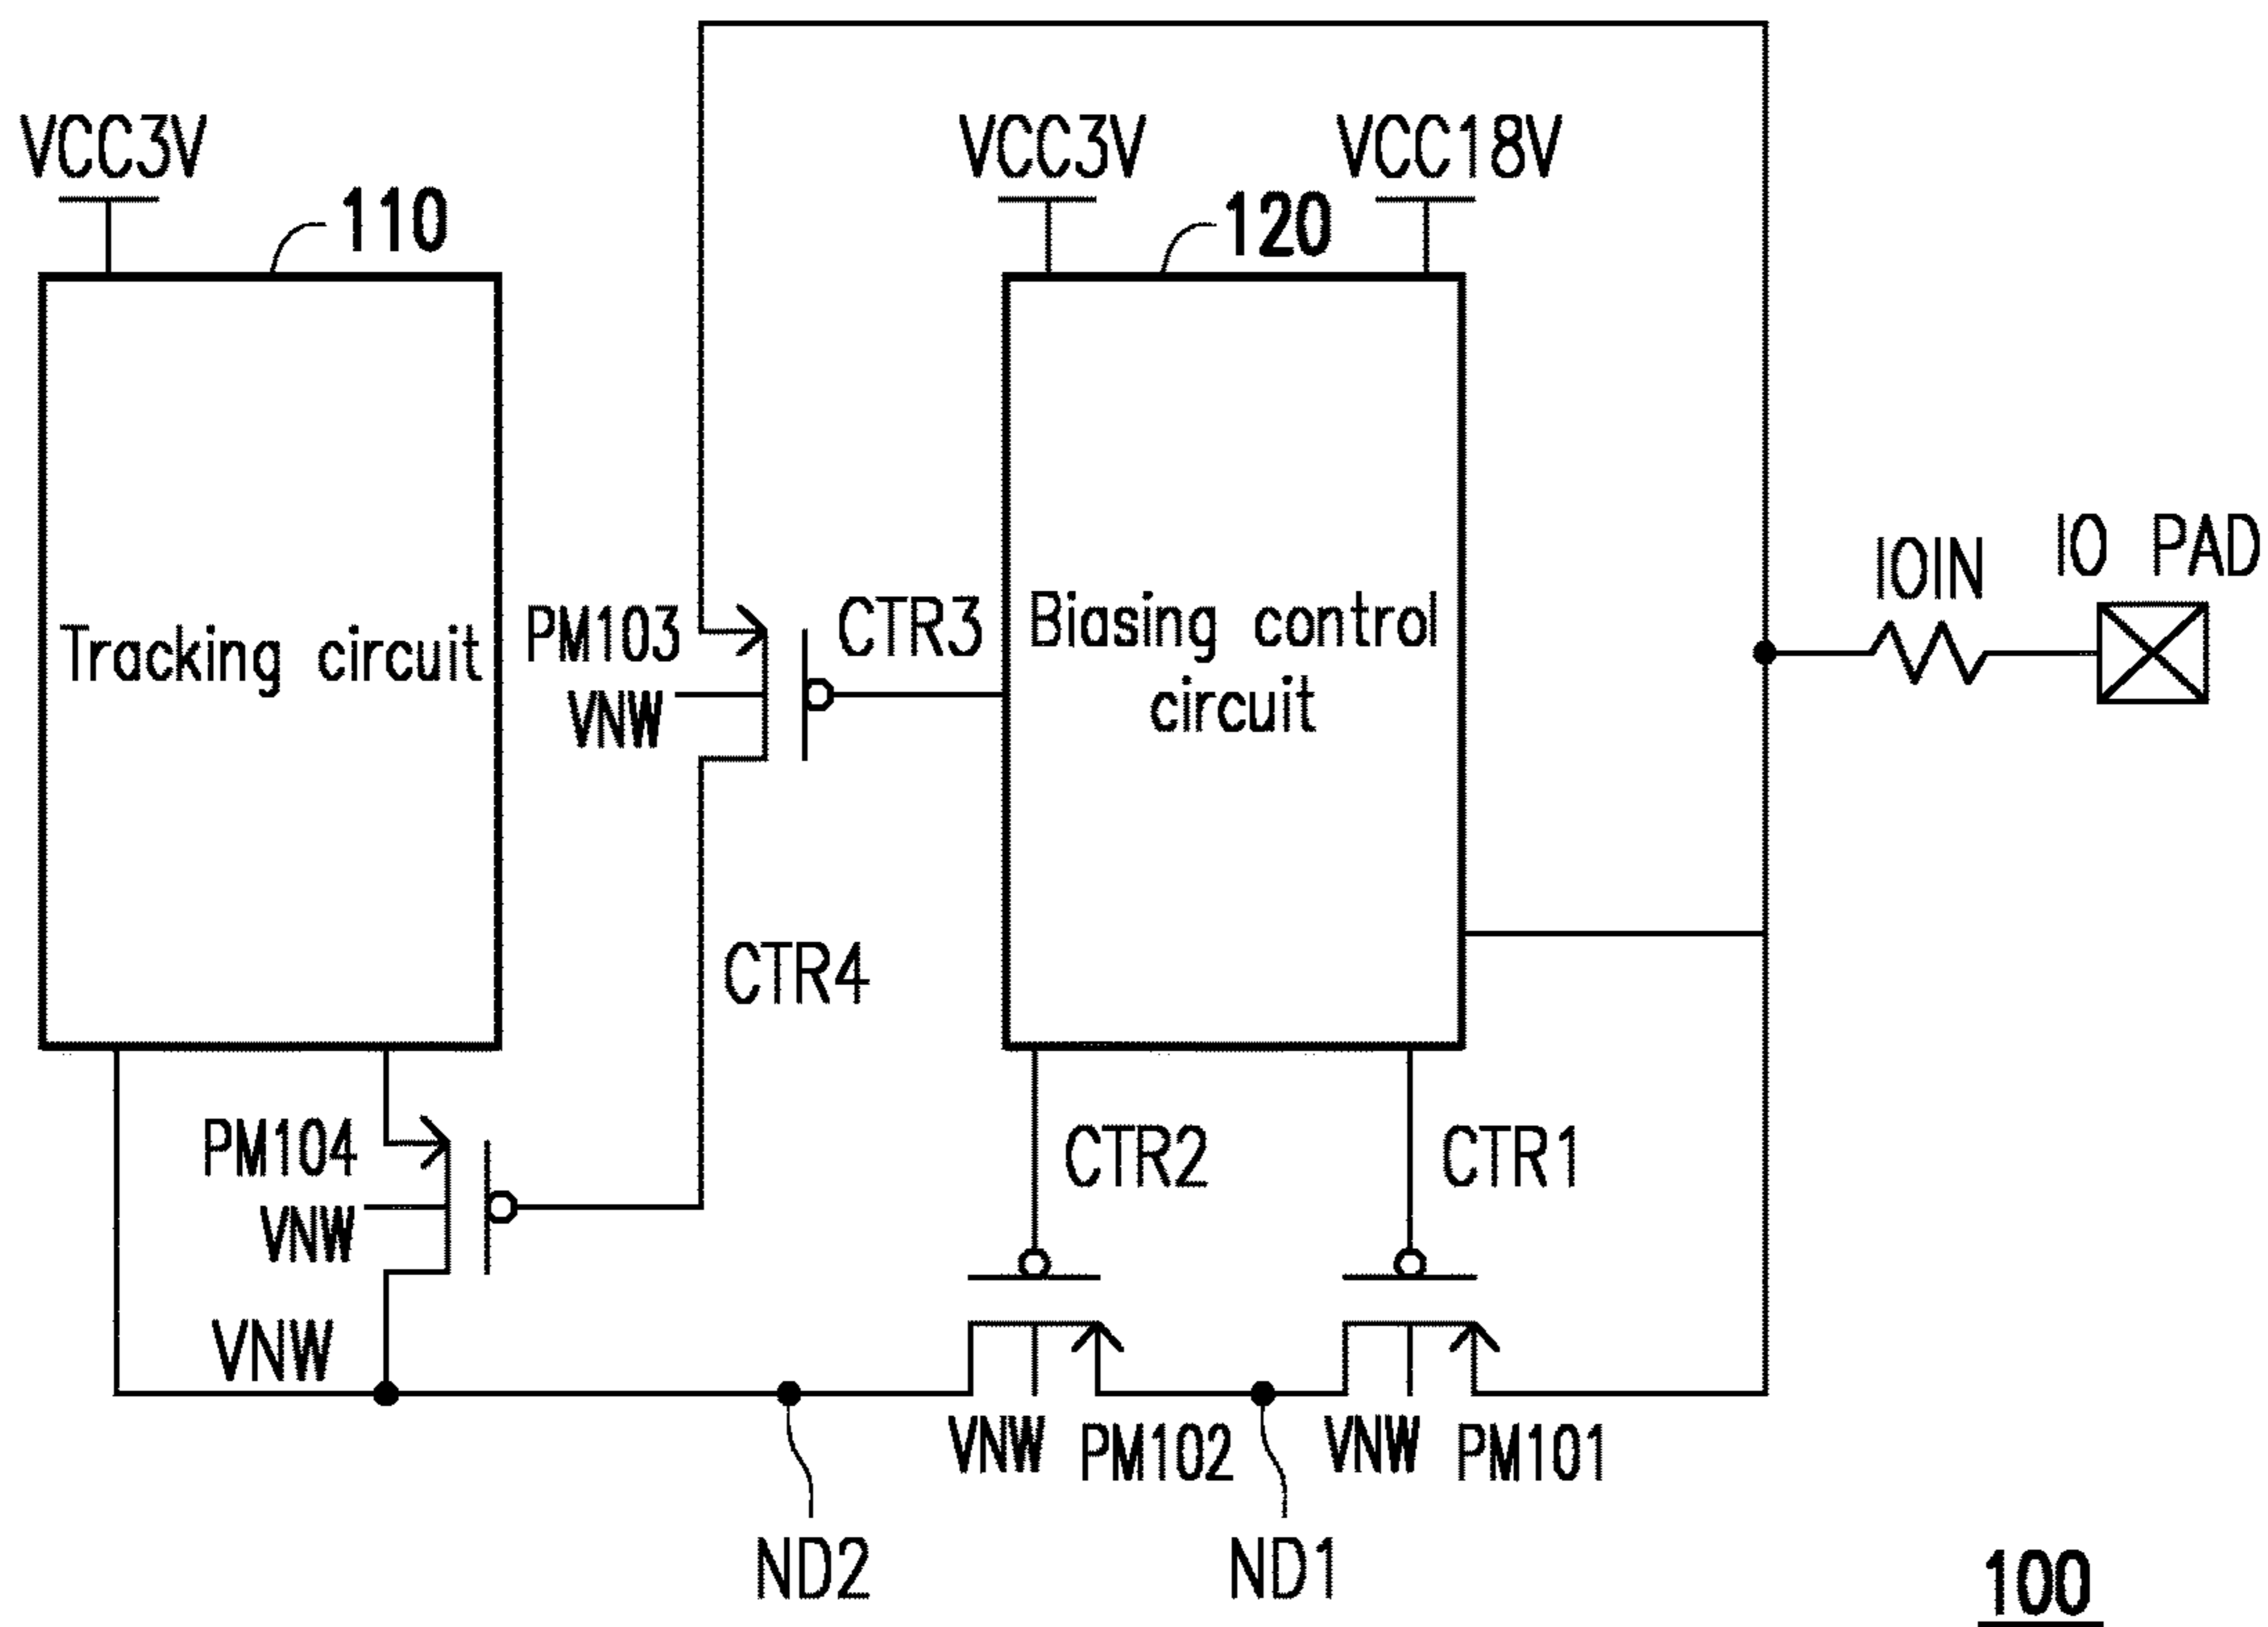 VCC3V
VCC3V
VCC18V
110
120
IOIN
IO PAD
PM103
CTR3
Biasing control
circuit
Tracking circuit
VNW
CTR4
PM104
CTR2
CTR1
VNW
VNW
VNW
PM102
VNW
PM101
ND2
ND1
100